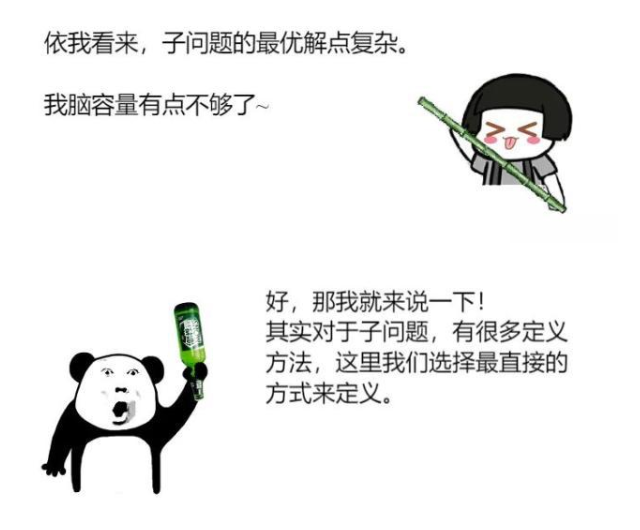 依我看来，子问题的最优解点复杂。
我脑容量有点不够了~
好，那我就来说一下！
其实对于子问题，有很多定义
方法，这里我们选择最直接的
方式来定义。